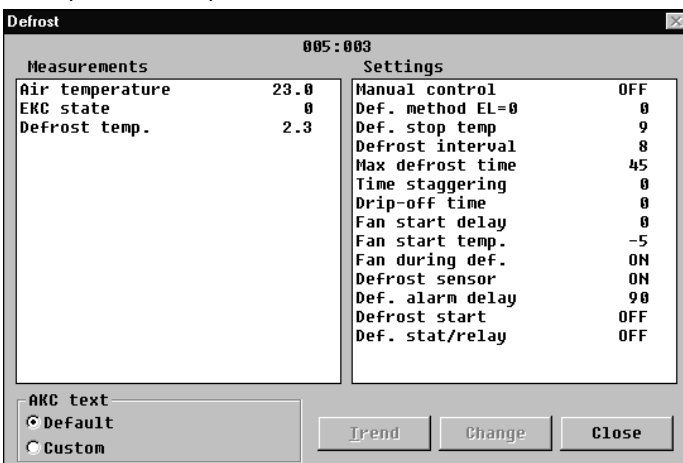 Defrost
005:003
Measurements
Air temperature 23.0
EKC state 0
Defrost temp. 2.3
Settings
Manual control OFF
Def. method EL=0 0
Def. stop temp 9
Defrost interval 8
Max defrost time 45
Time staggering 0
Drip-off time 0
Fan start delay 0
Fan start temp. -5
Fan during def. ON
Defrost sensor ON
Def. alarm delay 90
Defrost start OFF
Def. stat/relay OFF
AKC text
Default
Custom
Trend Change Close